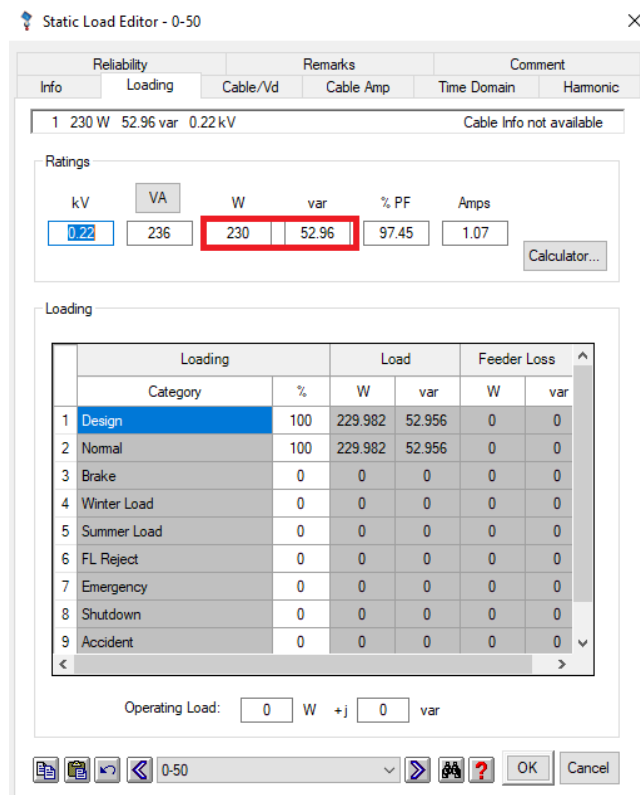 Static Load Editor - 0-50
Reliability Remarks Comment
Info Loading Cable/Vd Cable Amp Time Domain Harmonic
1 230 W 52.96 var 0.22 kV Cable Info not available
Ratings
kV VA W var % PF Amps
0.22 236 230 52.96 97.45 1.07
Calculator...
Loading
Loading Load Feeder Loss
Category % W var W var
1 Design 100 229.982 52.956 0 0
2 Normal 100 229.982 52.956 0 0
3 Brake 0 0 0 0 0
4 Winter Load 0 0 0 0 0
5 Summer Load 0 0 0 0 0
6 FL Reject 0 0 0 0 0
7 Emergency 0 0 0 0 0
8 Shutdown 0 0 0 0 0
9 Accident 0 0 0 0 0
Operating Load: 0 W +j 0 var
0-50 ? OK Cancel